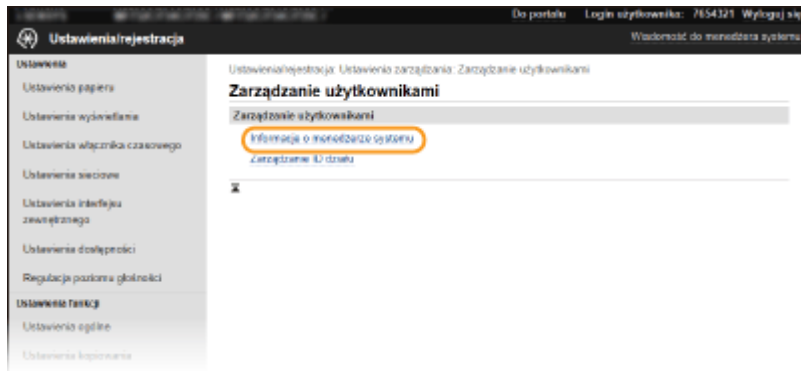 Do portalu Login użytkownika: 7654321 Wyloguj się
Ustawienia/rejestracja
Wiadomość do menedżera systemu
Ustawienia
Ustawienia papieru
Ustawienia wyświetlania
Ustawienia włącznika czasowego
Ustawienia sieciowe
Ustawienia interfejsu
zewnętrznego
Ustawienia dostępności
Regulacja poziomu głośności
Ustawienia funkcji
Ustawienia ogólne
Ustawienia kopiowania
Ustawienia/rejestracja: Ustawienia zarządzania: Zarządzanie użytkownikami
Zarządzanie użytkownikami
Zarządzanie użytkownikami
Informacje o menedżerze systemu
Zarządzanie ID działu